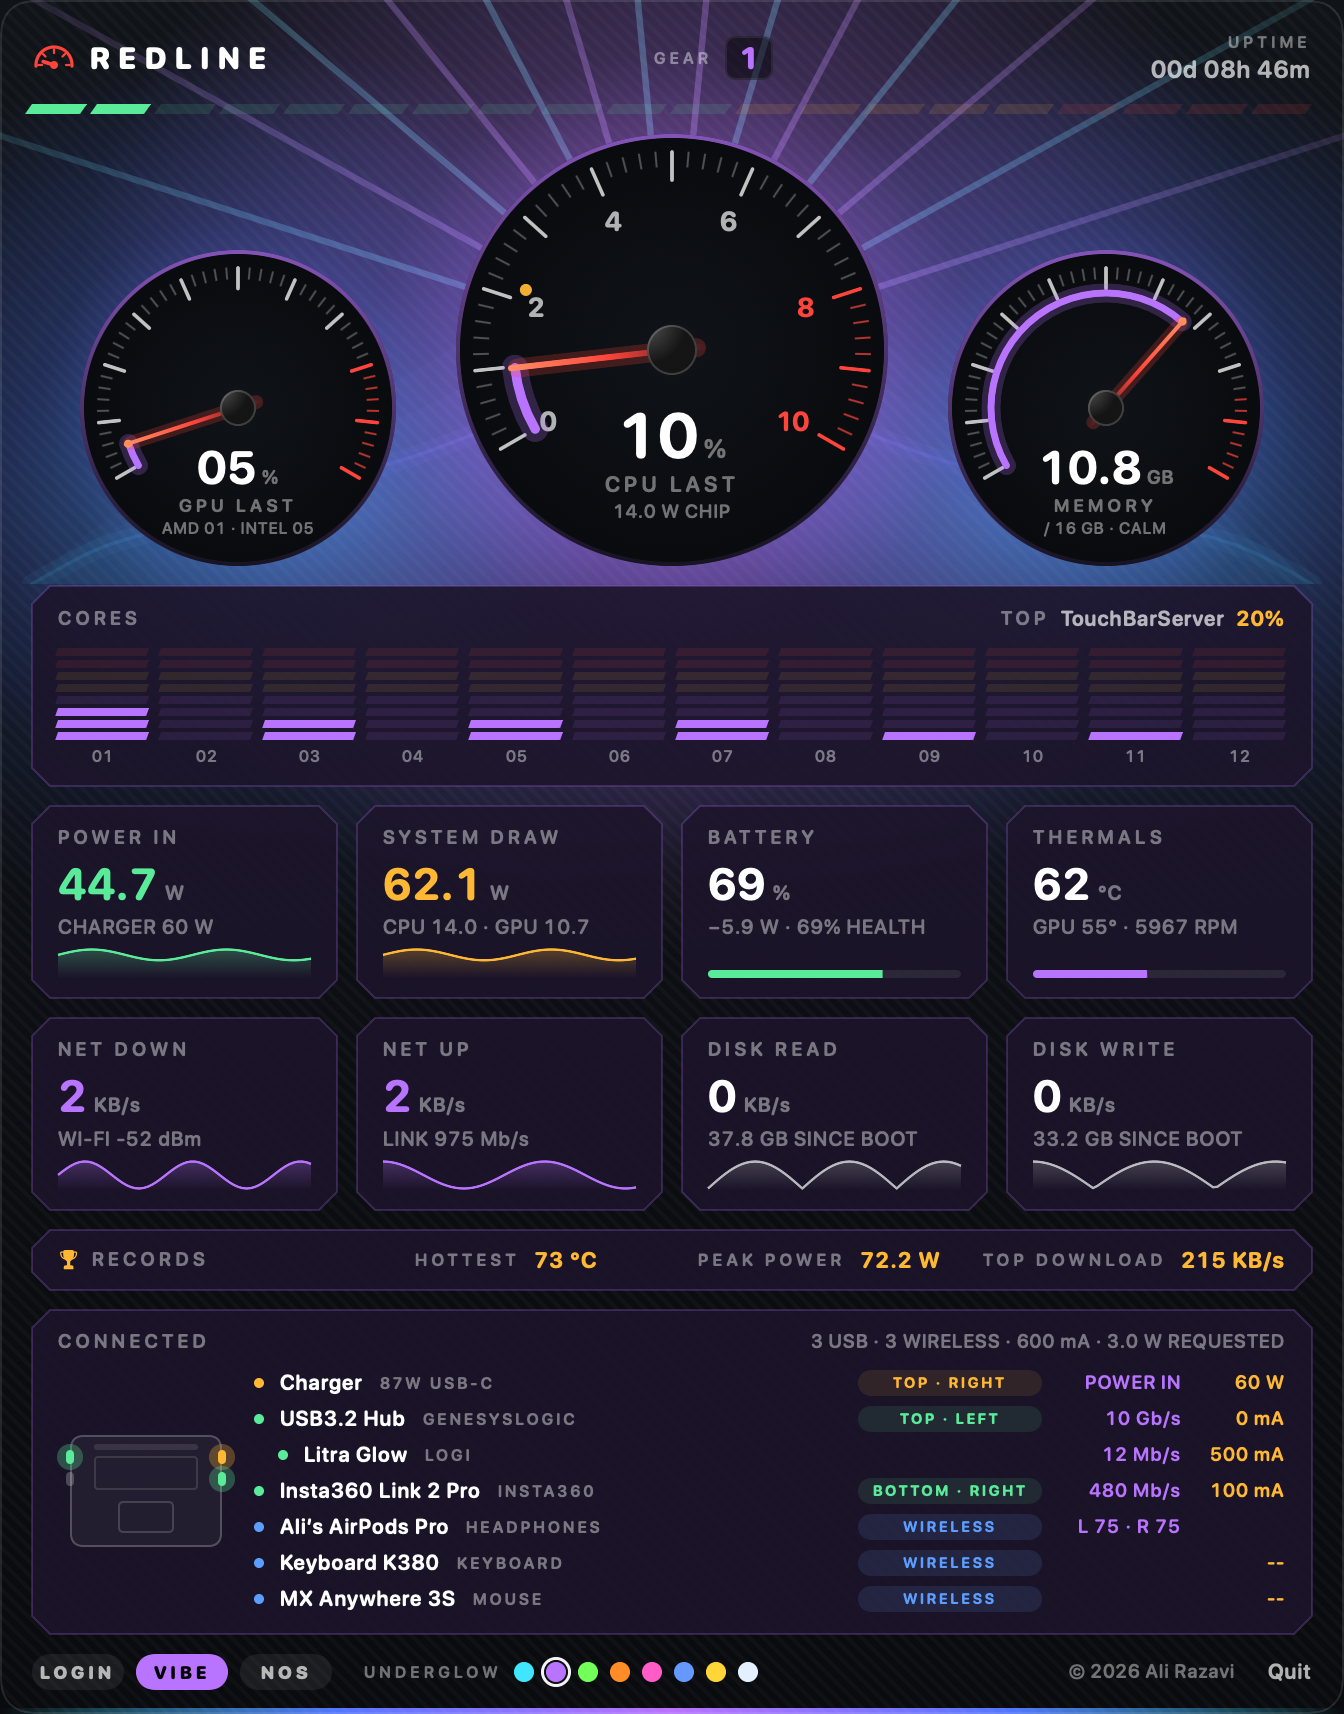 REDLINE
GEAR 1
UPTIME
00d 08h 46m
4 6
2 8
0 10
10 %
CPU LAST
14.0 W CHIP
05 %
GPU LAST
AMD 01 · INTEL 05
10.8 GB
MEMORY
/ 16 GB · CALM
CORES TOP TouchBarServer 20%
01 02 03 04 05 06 07 08 09 10 11 12
POWER IN
44.7 W
CHARGER 60 W
SYSTEM DRAW
62.1 W
CPU 14.0 · GPU 10.7
BATTERY
69 %
−5.9 W · 69% HEALTH
THERMALS
62 °C
GPU 55° · 5967 RPM
NET DOWN
2 KB/s
WI-FI -52 dBm
NET UP
2 KB/s
LINK 975 Mb/s
DISK READ
0 KB/s
37.8 GB SINCE BOOT
DISK WRITE
0 KB/s
33.2 GB SINCE BOOT
RECORDS HOTTEST 73 °C PEAK POWER 72.2 W TOP DOWNLOAD 215 KB/s
CONNECTED 3 USB · 3 WIRELESS · 600 mA · 3.0 W REQUESTED
Charger 87W USB-C TOP · RIGHT POWER IN 60 W
USB3.2 Hub GENESYSLOGIC TOP · LEFT 10 Gb/s 0 mA
Litra Glow LOGI 12 Mb/s 500 mA
Insta360 Link 2 Pro INSTA360 BOTTOM · RIGHT 480 Mb/s 100 mA
Ali's AirPods Pro HEADPHONES WIRELESS L 75 · R 75
Keyboard K380 KEYBOARD WIRELESS --
MX Anywhere 3S MOUSE WIRELESS --
LOGIN VIBE NOS UNDERGLOW © 2026 Ali Razavi Quit